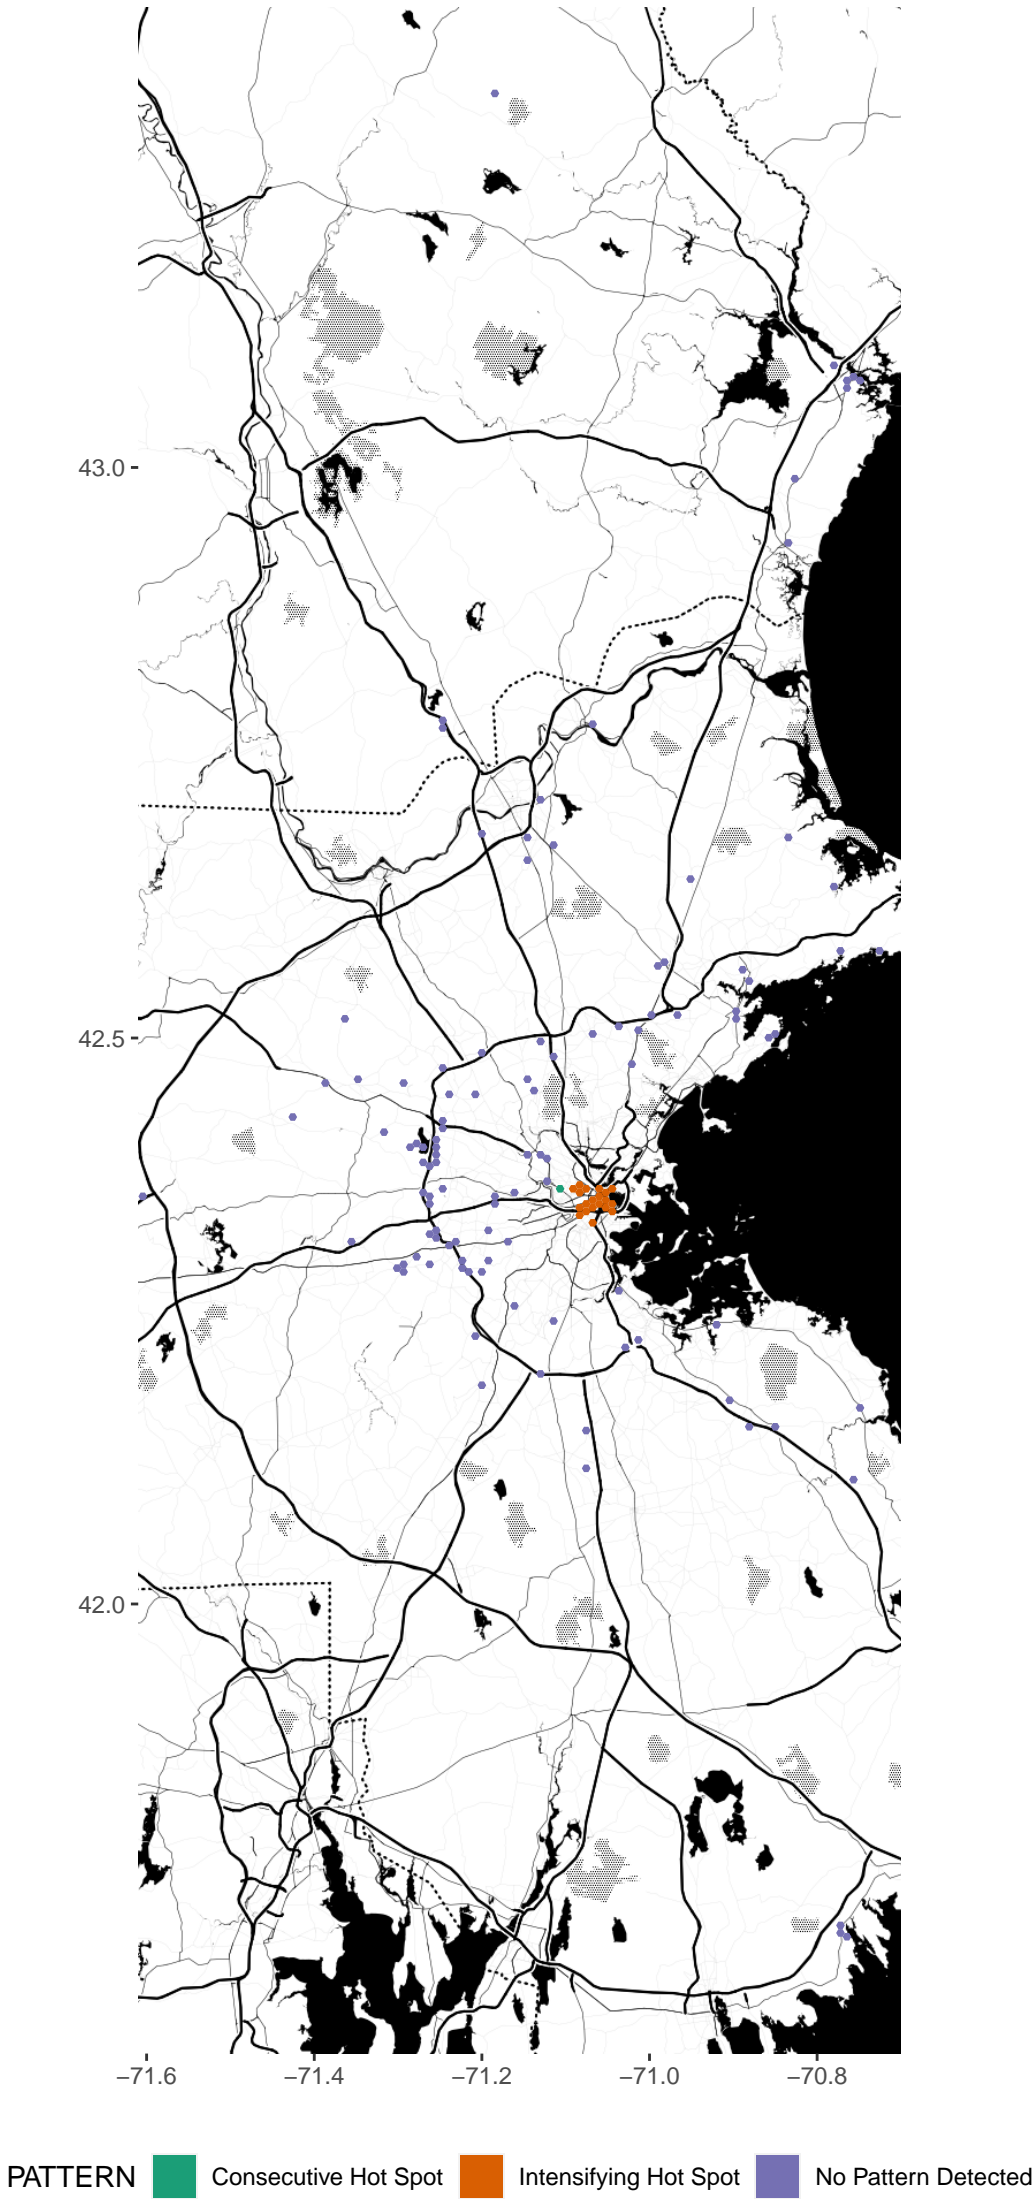 43.0
42.5
42.0
−71.6 −71.4 −71.2 −71.0 −70.8
PATTERN Consecutive Hot Spot Intensifying Hot Spot No Pattern Detected